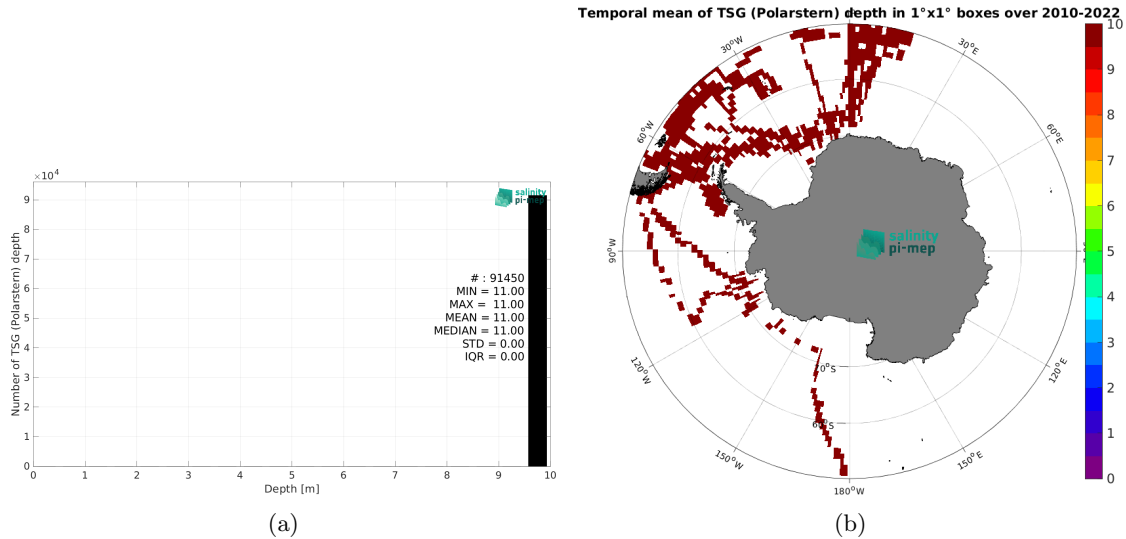 Temporal mean of TSG (Polarstern) depth in 1°x1° boxes over 2010-2022
×10⁴
Number of TSG (Polarstern) depth
9
8
7
6
5
4
3
2
1
0
salinity
pi-mep
# : 91450
MIN = 11.00
MAX = 11.00
MEAN = 11.00
MEDIAN = 11.00
STD = 0.00
IQR = 0.00
0 1 2 3 4 5 6 7 8 9 10
Depth [m]
(a)
30°W
30°E
60°W
60°E
90°W
120°W
120°E
150°W
150°E
180°W
60°S
salinity
pi-mep
10
9
8
7
6
5
4
3
2
1
0
(b)